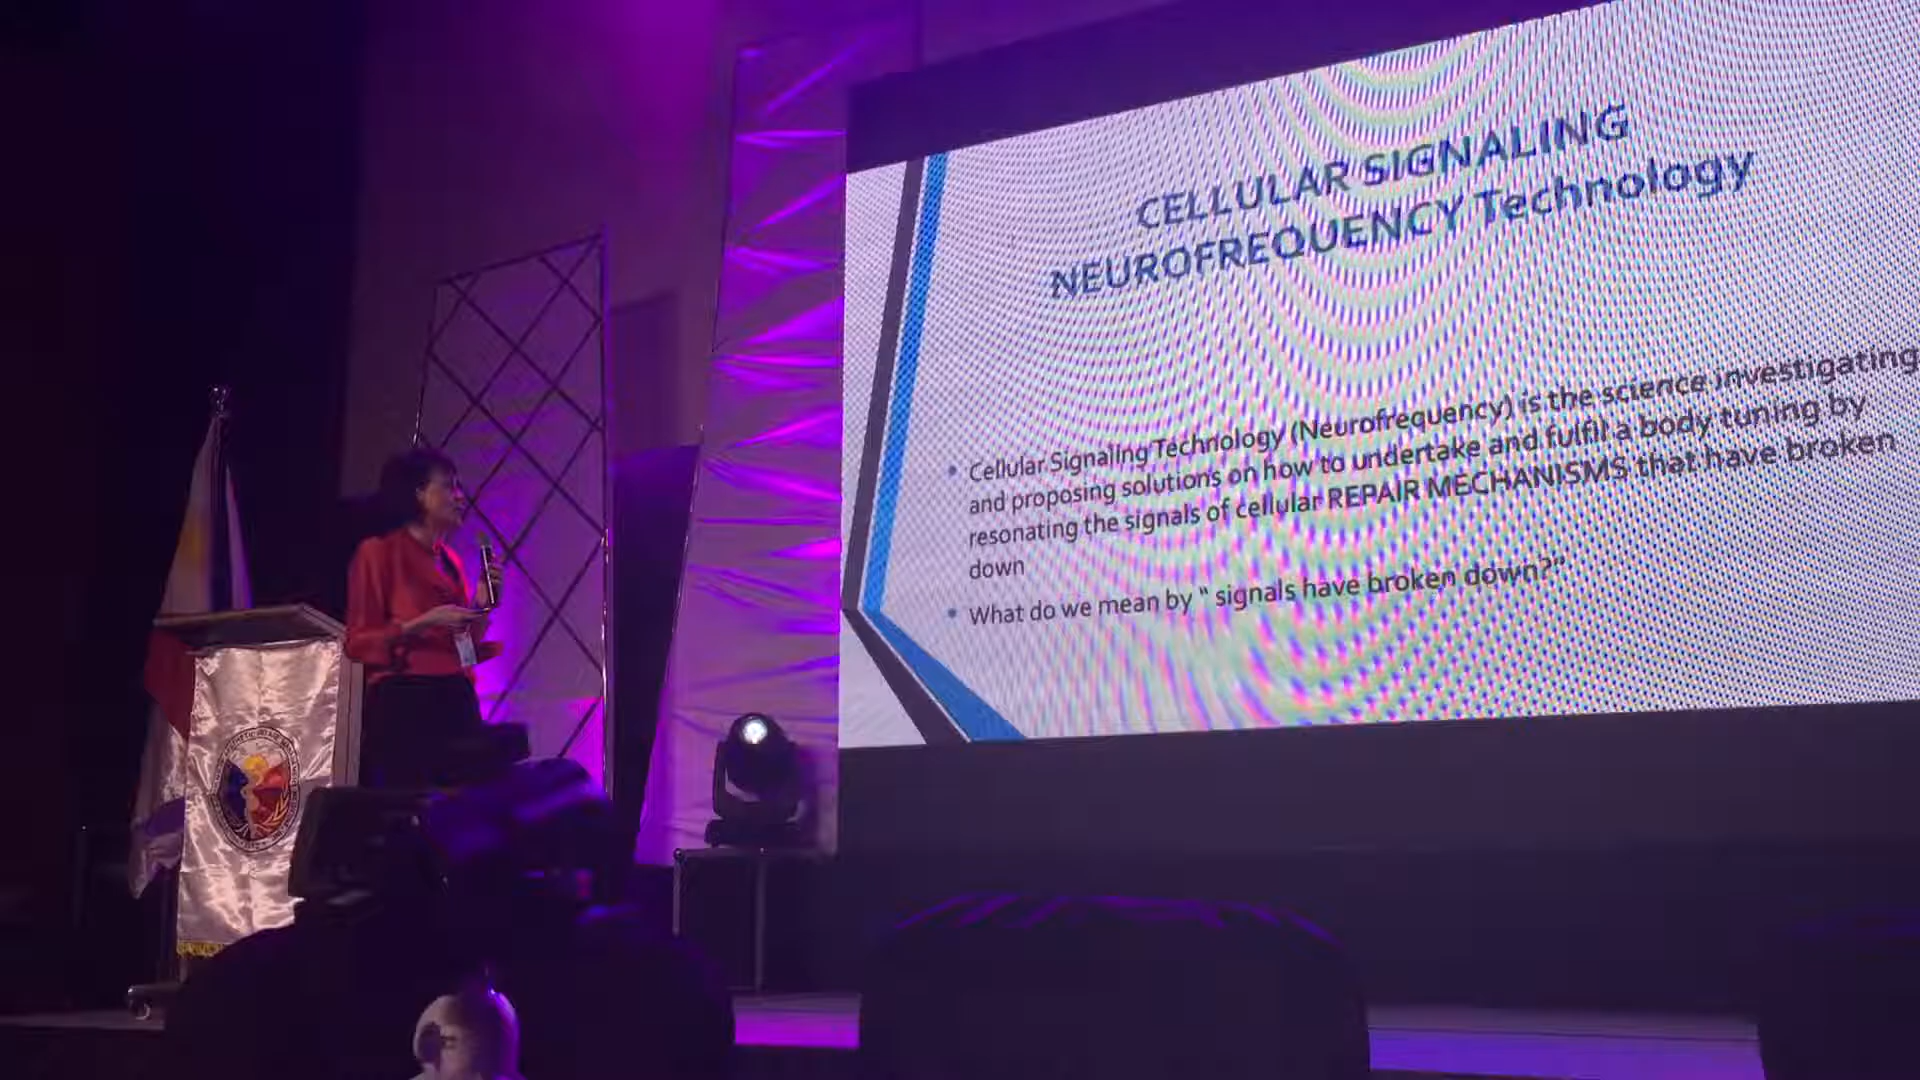 CELLULAR SIGNALING
NEUROFREQUENCY Technology
• Cellular Signaling Technology (Neurofrequency) is the science investigating
and proposing solutions on how to undertake and fulfil a body tuning by
resonating the signals of cellular REPAIR MECHANISMS that have broken
down
• What do we mean by " signals have broken down?"